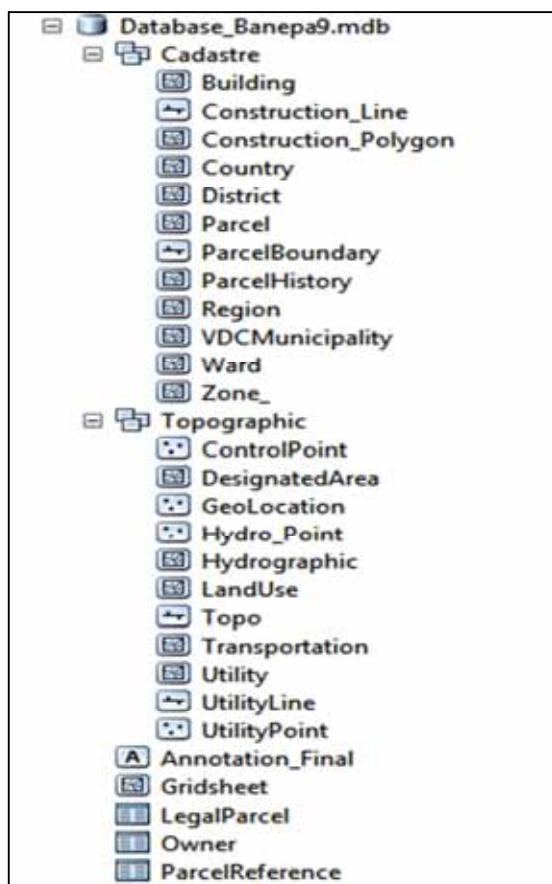 Database_Banepa9.mdb
Cadastre
Building
Construction_Line
Construction_Polygon
Country
District
Parcel
ParcelBoundary
ParcelHistory
Region
VDCMunicipality
Ward
Zone_
Topographic
ControlPoint
DesignatedArea
GeoLocation
Hydro_Point
Hydrographic
LandUse
Topo
Transportation
Utility
UtilityLine
UtilityPoint
A Annotation_Final
Gridsheet
LegalParcel
Owner
ParcelReference